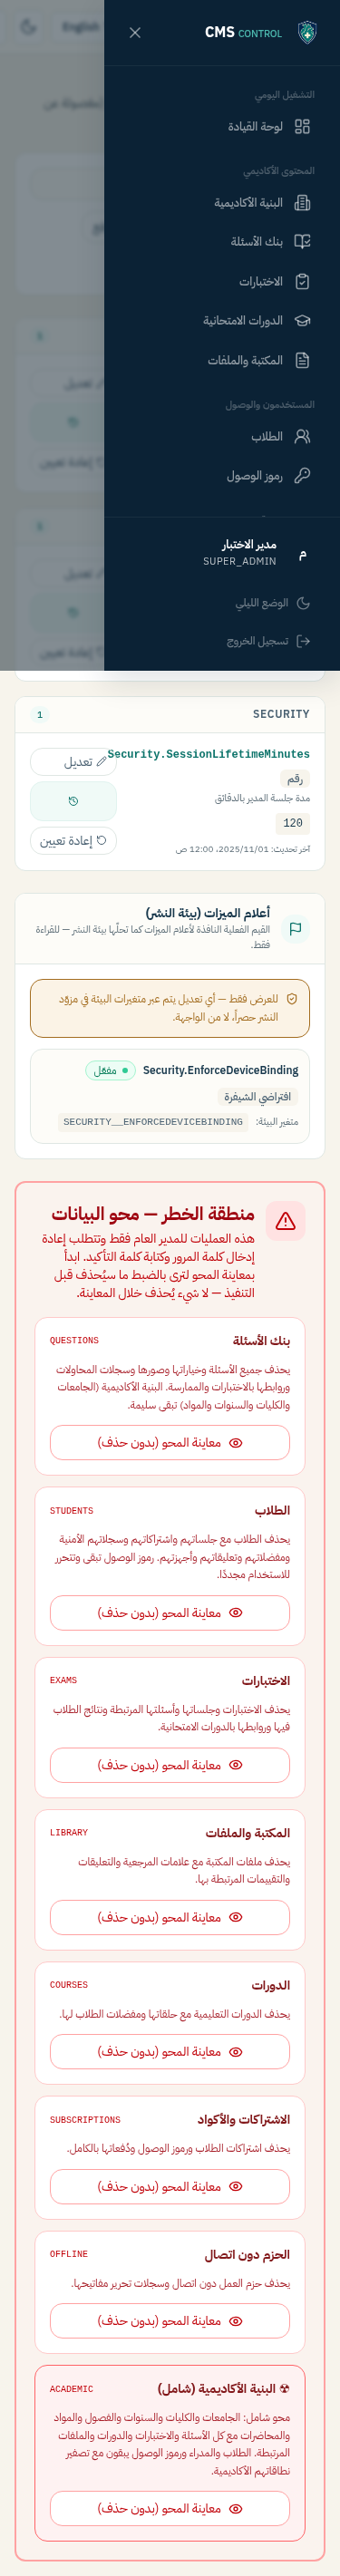 CMS CONTROL
English
التشغيل اليومي
لوحة القيادة
المحتوى الأكاديمي
البنية الأكاديمية
بنك الأسئلة
الاختبارات
الدورات الامتحانية
المكتبة والملفات
المستخدمون والوصول
الطلاب
رموز الوصول
م
مدير الاختبار
SUPER_ADMIN
الوضع الليلي
تسجيل الخروج
تعديل
إعادة تعيين
تعديل
إعادة تعيين
SECURITY
1
Security.SessionLifetimeMinutes
رقم
مدة جلسة المدير بالدقائق
120
آخر تحديث: 2025/11/01، 12:00 ص
تعديل
إعادة تعيين
أعلام الميزات (بيئة النشر)
القيم الفعلية النافذة لأعلام الميزات كما تحلّها بيئة النشر — للقراءة
فقط.
للعرض فقط — أي تعديل يتم عبر متغيرات البيئة في مزوّد
النشر حصراً، لا من الواجهة.
Security.EnforceDeviceBinding
مفعّل
افتراضي الشيفرة
متغير البيئة: SECURITY__ENFORCEDEVICEBINDING
منطقة الخطر — محو البيانات
هذه العمليات للمدير العام فقط وتتطلب إعادة
إدخال كلمة المرور وكتابة كلمة التأكيد. ابدأ
بمعاينة المحو لترى بالضبط ما سيُحذف قبل
التنفيذ — لا شيء يُحذف خلال المعاينة.
بنك الأسئلة
QUESTIONS
يحذف جميع الأسئلة وخياراتها وصورها وسجلات المحاولات
وروابطها بالاختبارات والممارسة. البنية الأكاديمية (الجامعات
والكليات والسنوات والمواد) تبقى سليمة.
معاينة المحو (بدون حذف)
الطلاب
STUDENTS
يحذف الطلاب مع جلساتهم واشتراكاتهم وسجلاتهم الأمنية
ومفضلاتهم وتعليقاتهم وأجهزتهم. رموز الوصول تبقى وتتحرر
للاستخدام مجددًا.
معاينة المحو (بدون حذف)
الاختبارات
EXAMS
يحذف الاختبارات وجلساتها وأسئلتها المرتبطة ونتائج الطلاب
فيها وروابطها بالدورات الامتحانية.
معاينة المحو (بدون حذف)
المكتبة والملفات
LIBRARY
يحذف ملفات المكتبة مع علامات المرجعية والتعليقات
والتقييمات المرتبطة بها.
معاينة المحو (بدون حذف)
الدورات
COURSES
يحذف الدورات التعليمية مع حلقاتها ومفضلات الطلاب لها.
معاينة المحو (بدون حذف)
الاشتراكات والأكواد
SUBSCRIPTIONS
يحذف اشتراكات الطلاب ورموز الوصول ودُفعاتها بالكامل.
معاينة المحو (بدون حذف)
الحزم دون اتصال
OFFLINE
يحذف حزم العمل دون اتصال وسجلات تحرير مفاتيحها.
معاينة المحو (بدون حذف)
☢ البنية الأكاديمية (شامل)
ACADEMIC
محو شامل: الجامعات والكليات والسنوات والفصول والمواد
والمحاضرات مع كل الأسئلة والاختبارات والدورات والملفات
المرتبطة. الطلاب والمدراء ورموز الوصول يبقون مع تصفير
نطاقاتهم الأكاديمية.
معاينة المحو (بدون حذف)